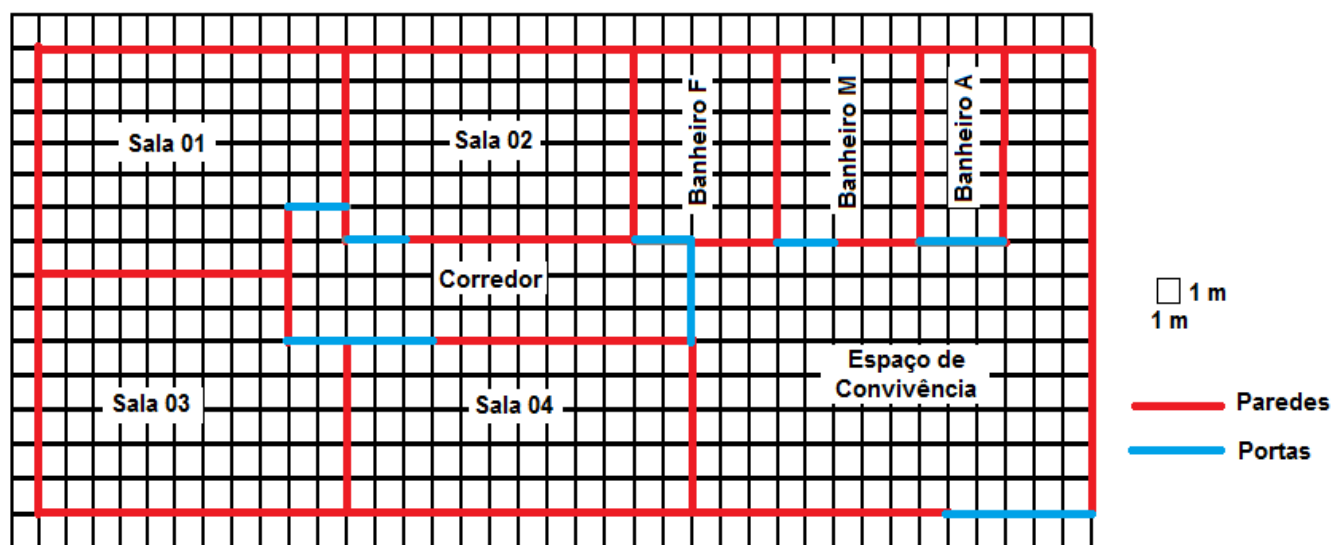 Sala 01
Sala 02
Banheiro F
Banheiro M
Banheiro A
Corredor
1 m
1 m
Espaço de
Convivência
Sala 03
Sala 04
Paredes
Portas